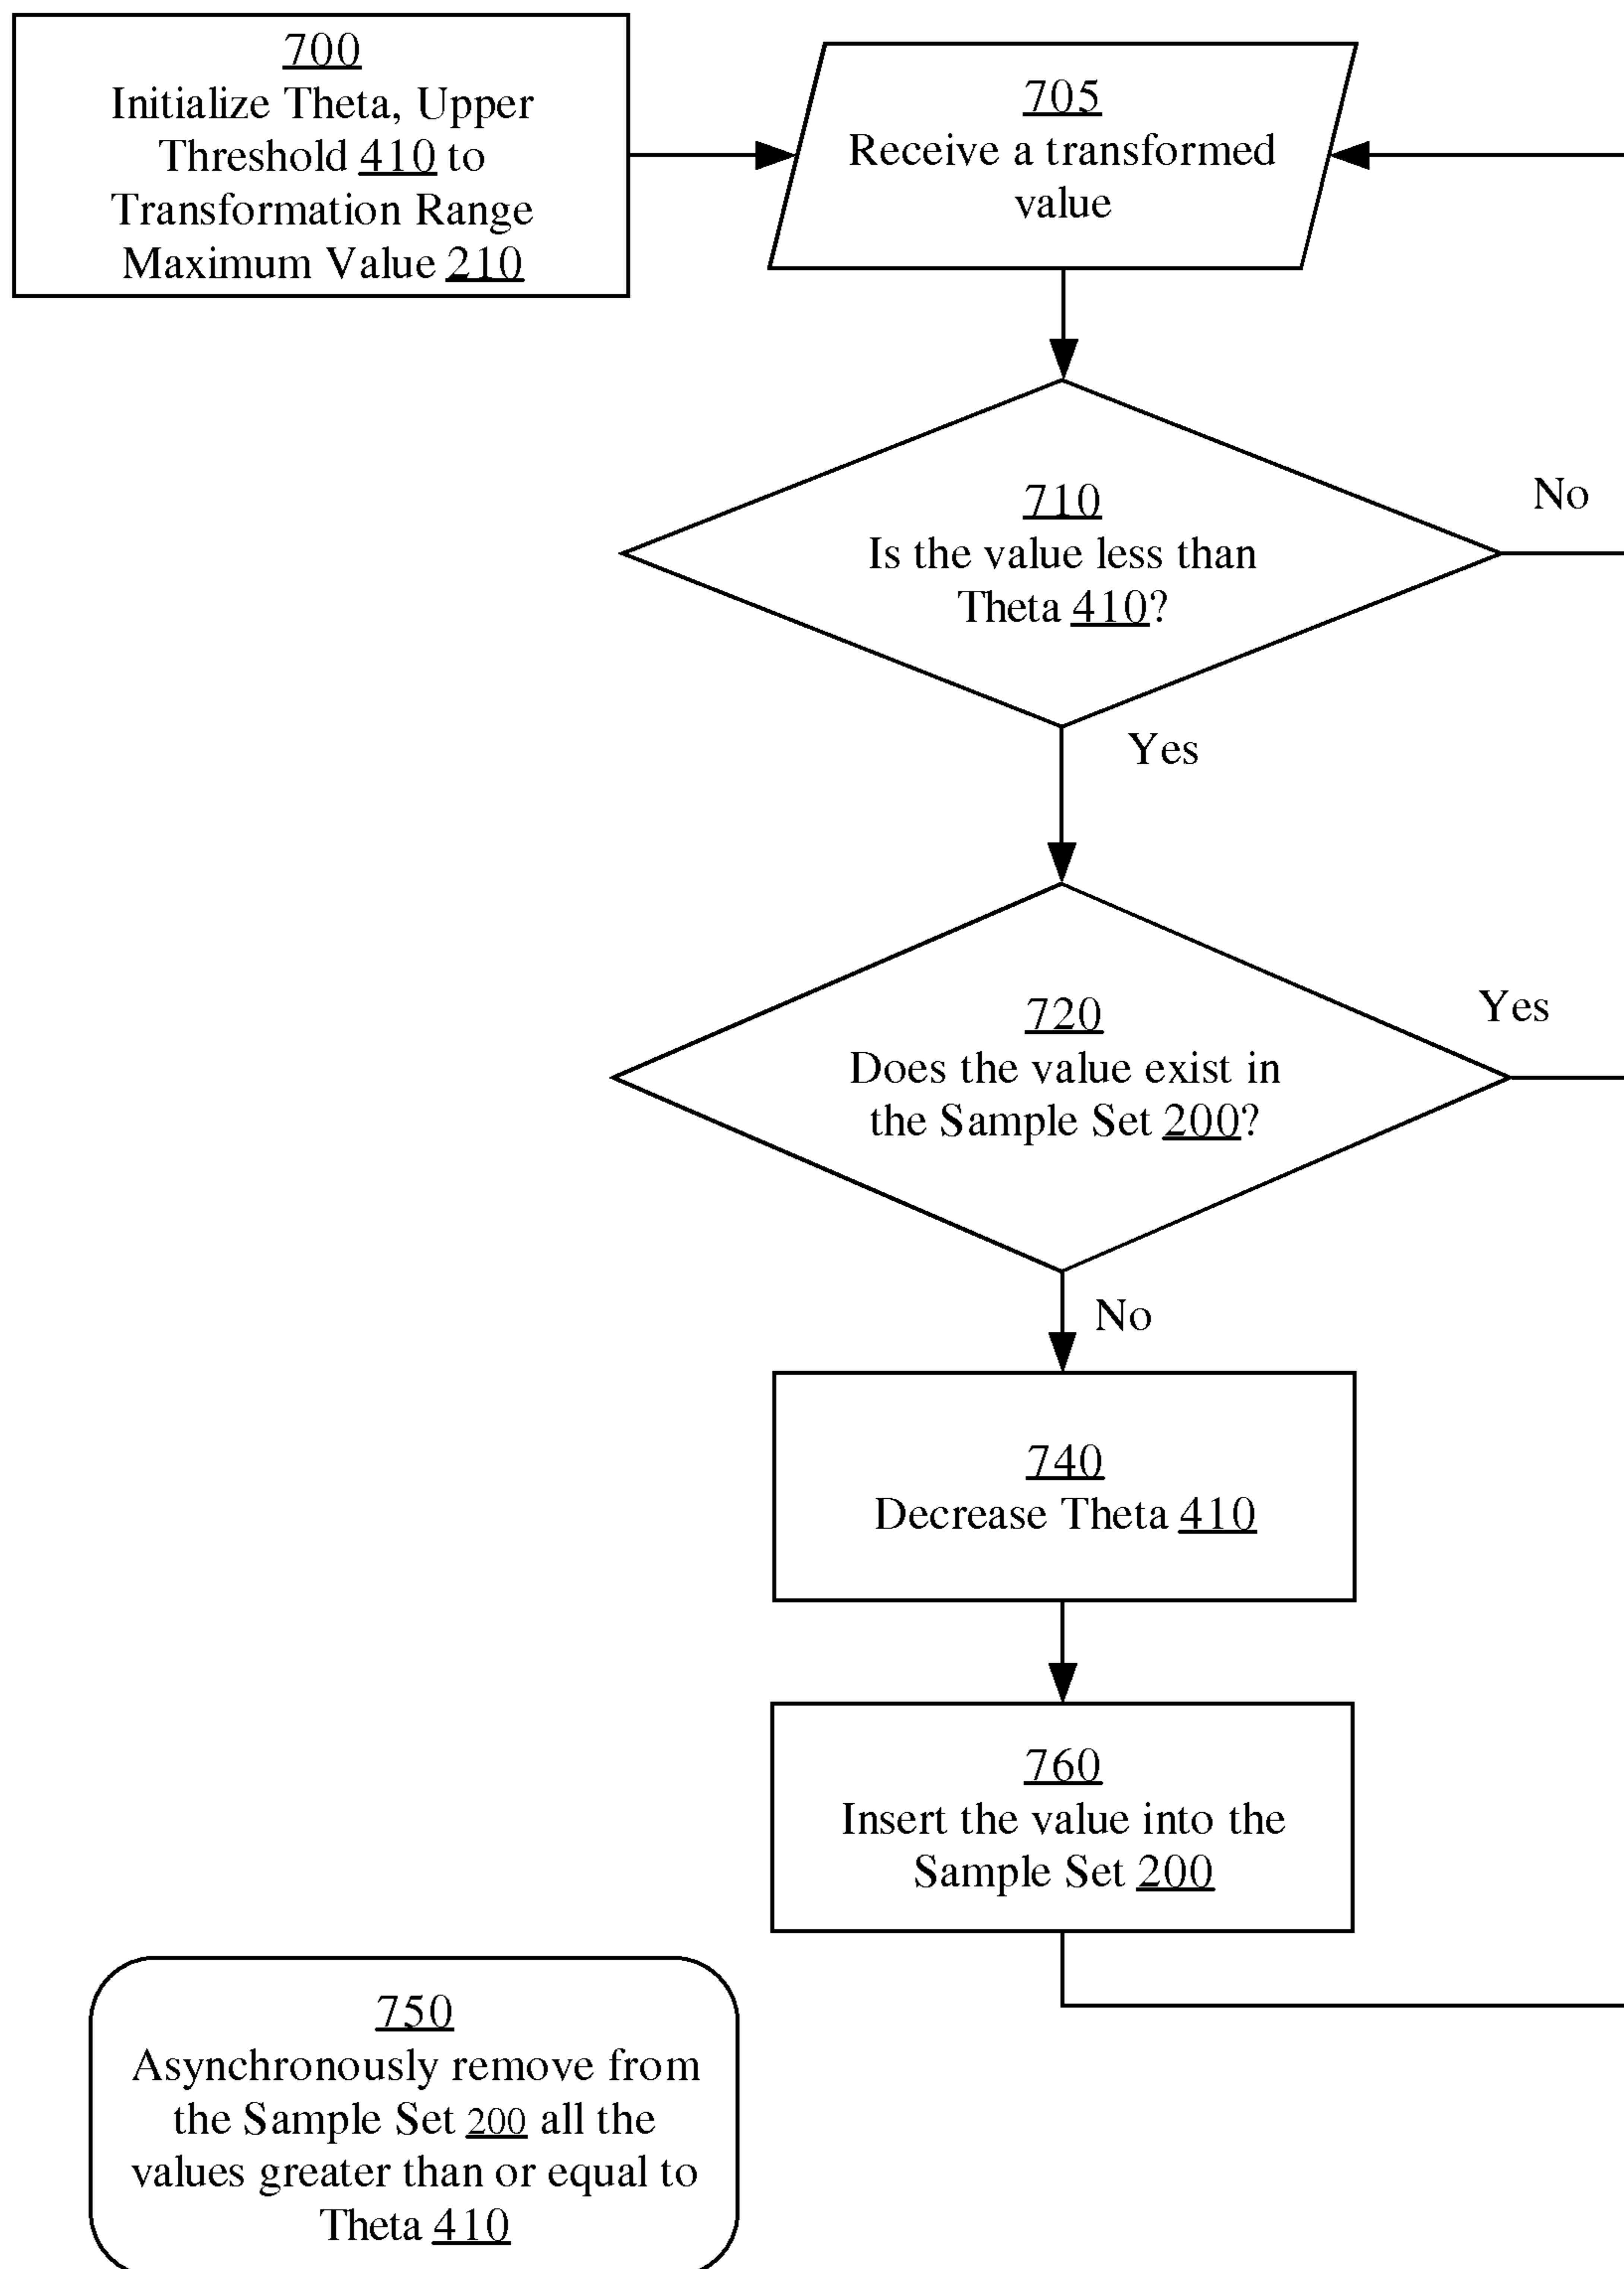 700
Initialize Theta, Upper
Threshold 410 to
Transformation Range
Maximum Value 210
705
Receive a transformed
value
710
Is the value less than
Theta 410?
No
Yes
720
Does the value exist in
the Sample Set 200?
Yes
No
740
Decrease Theta 410
760
Insert the value into the
Sample Set 200
750
Asynchronously remove from
the Sample Set 200 all the
values greater than or equal to
Theta 410